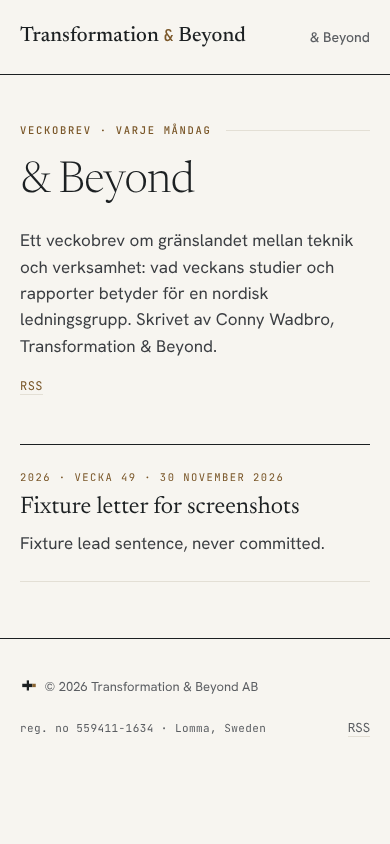 Transformation & Beyond
& Beyond
VECKOBREV · VARJE MÅNDAG
& Beyond
Ett veckobrev om gränslandet mellan teknik
och verksamhet: vad veckans studier och
rapporter betyder för en nordisk
ledningsgrupp. Skrivet av Conny Wadbro,
Transformation & Beyond.
RSS
2026 · VECKA 49 · 30 NOVEMBER 2026
Fixture letter for screenshots
Fixture lead sentence, never committed.
© 2026 Transformation & Beyond AB
reg. no 559411-1634 · Lomma, Sweden
RSS